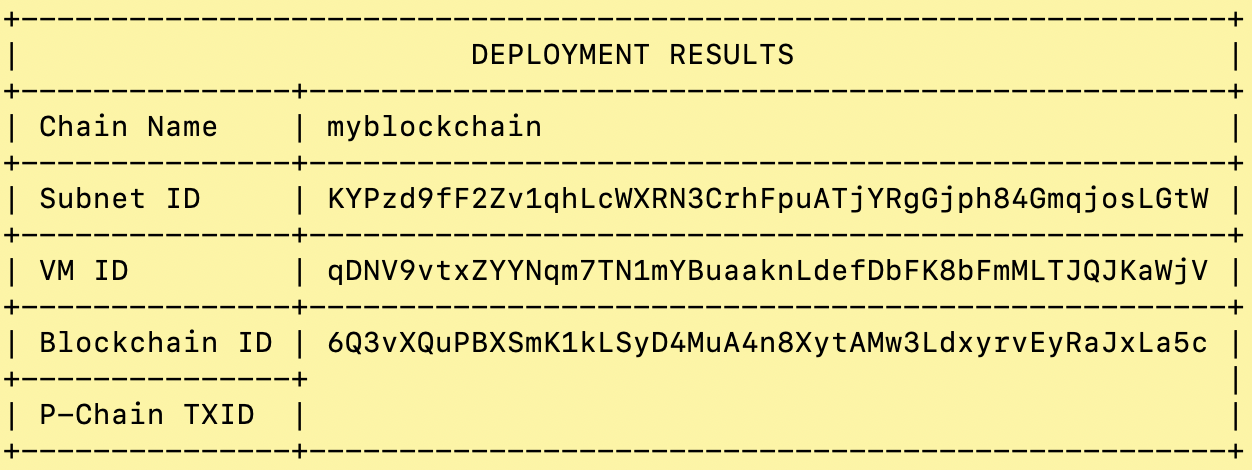 DEPLOYMENT RESULTS
Chain Name | myblockchain
Subnet ID | KYPzd9fF2Zv1qhLcWXRN3CrhFpuATjYRgGjph84GmqjosLGtW
VM ID | qDNV9vtxZYYNqm7TN1mYBuaaknLdefDbFK8bFmMLTJQJKaWjV
Blockchain ID | 6Q3vXQuPBXSmK1kLSyD4MuA4n8XytAMw3LdxyrvEyRaJxLa5c
P-Chain TXID |